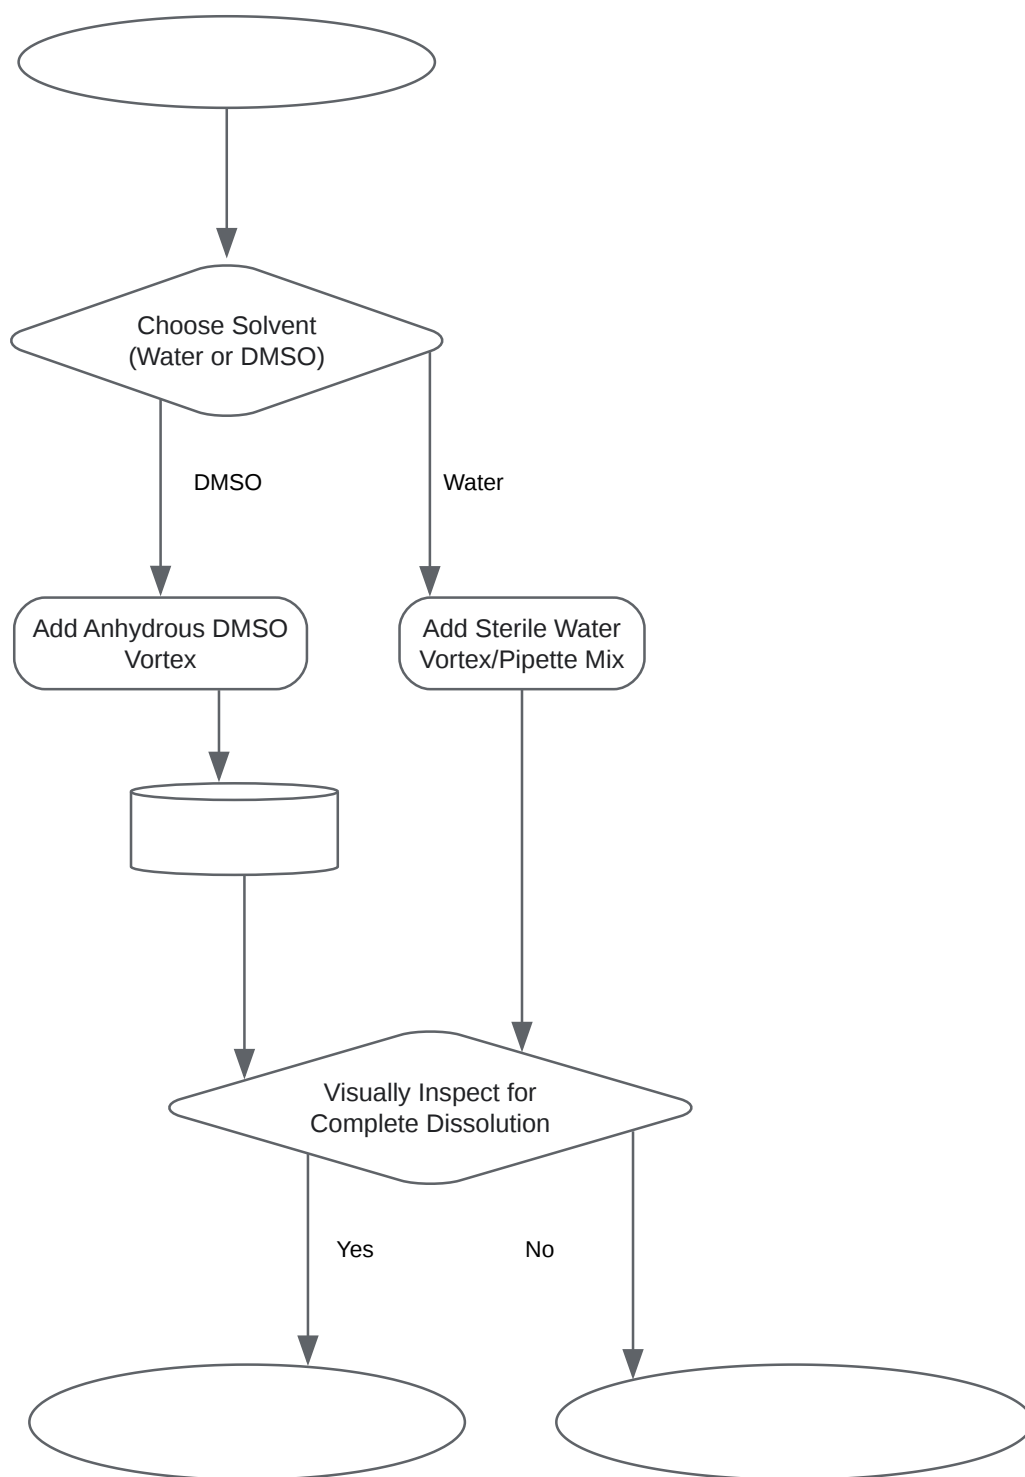 Choose Solvent
(Water or DMSO)
DMSO
Water
Add Anhydrous DMSO
Vortex
Add Sterile Water
Vortex/Pipette Mix
Visually Inspect for
Complete Dissolution
Yes
No